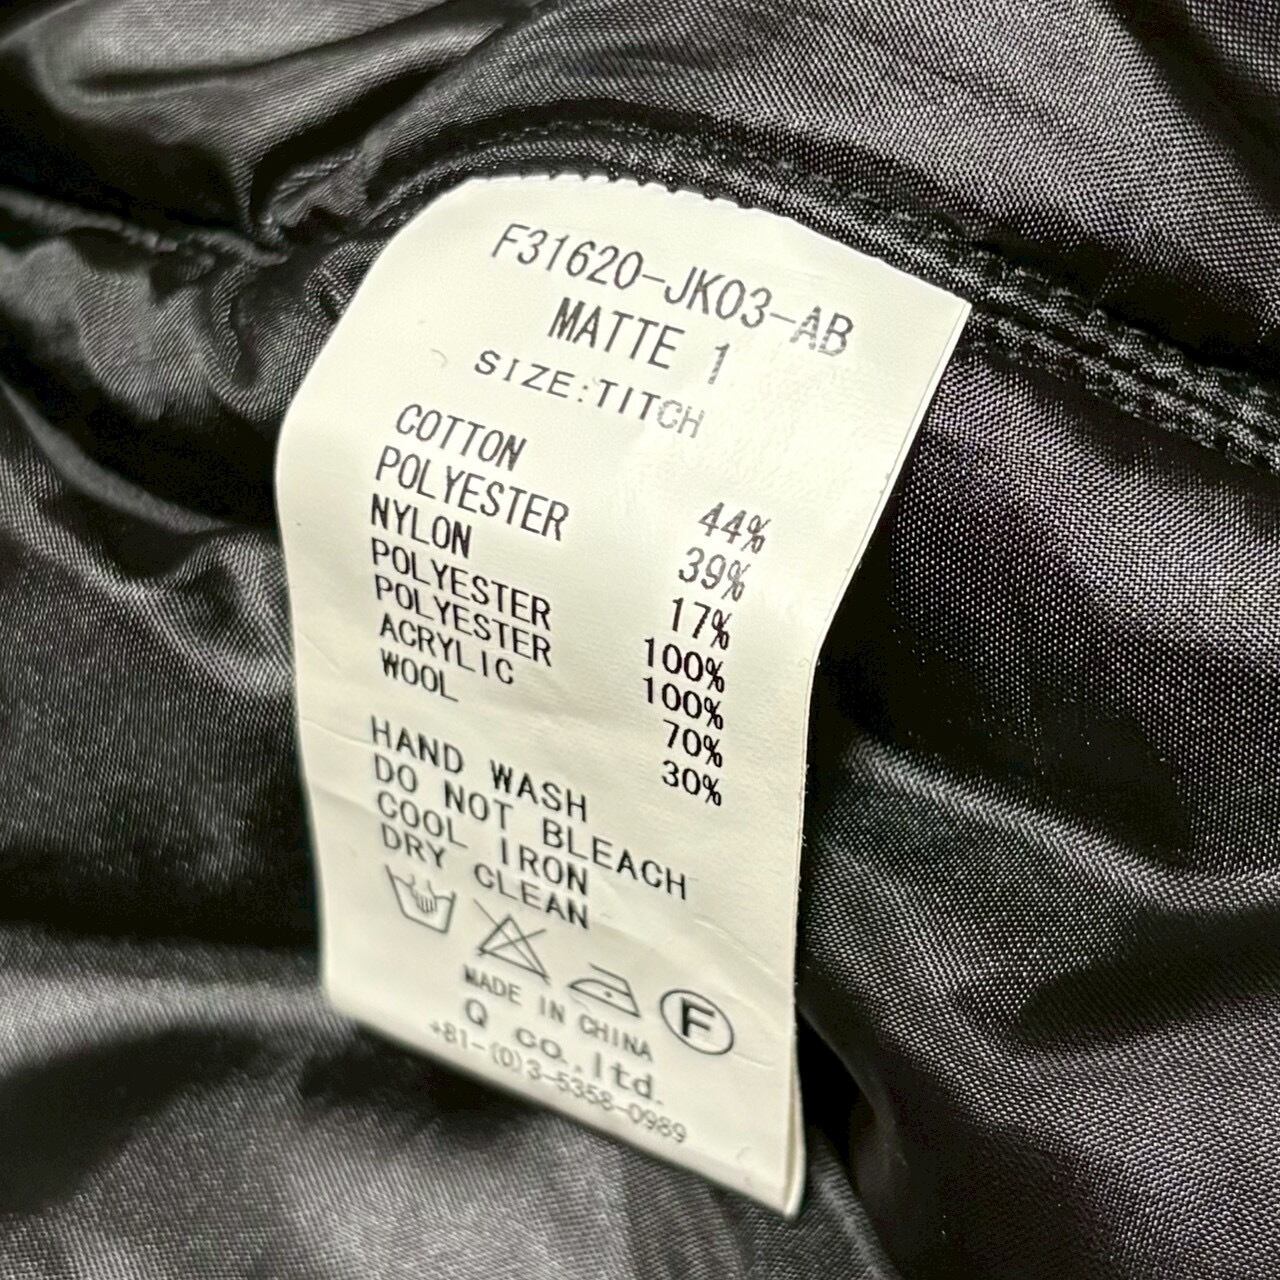 F31620-JK03-AB
MATTE 1
SIZE:TITCH
COTTON 44%
POLYESTER 39%
NYLON 17%
POLYESTER 100%
POLYESTER 100%
ACRYLIC 70%
WOOL 30%
HAND WASH
DO NOT BLEACH
COOL IRON
DRY CLEAN
F
MADE IN CHINA
Q co.,ltd.
+81-(0)3-5358-0989